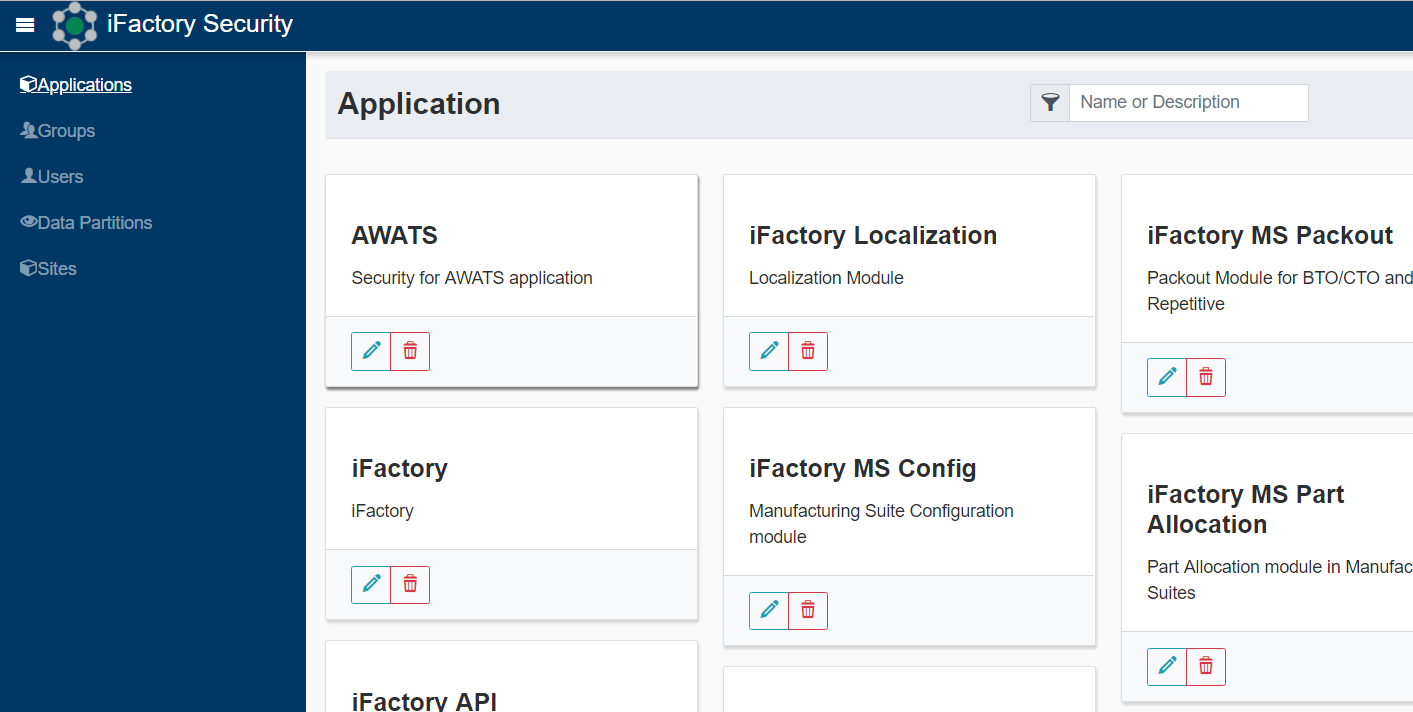 iFactory Security
Applications
Groups
Users
Data Partitions
Sites
Application
Name or Description
AWATS
Security for AWATS application
iFactory Localization
Localization Module
iFactory MS Packout
Packout Module for BTO/CTO and
Repetitive
iFactory
iFactory
iFactory MS Config
Manufacturing Suite Configuration
module
iFactory MS Part
Allocation
Part Allocation module in Manufac
Suites
iFactory API